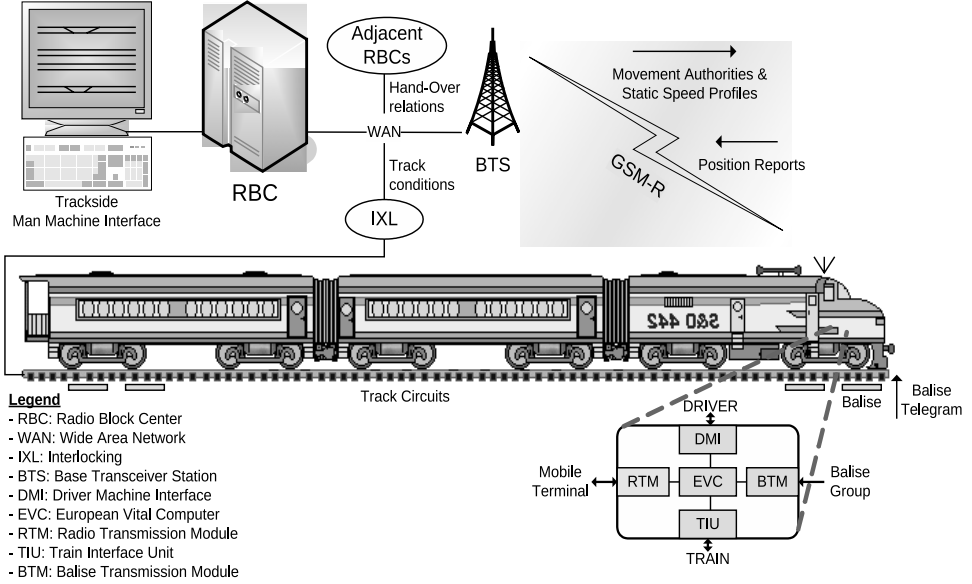 Adjacent
RBCs
Hand-Over
relations
WAN
BTS
Movement Authorities &
Static Speed Profiles
Position Reports
GSM-R
RBC
Track
conditions
IXL
Trackside
Man Machine Interface
S&D 442
Track Circuits
Balise
Balise
Telegram
Legend
- RBC: Radio Block Center
- WAN: Wide Area Network
- IXL: Interlocking
- BTS: Base Transceiver Station
- DMI: Driver Machine Interface
- EVC: European Vital Computer
- RTM: Radio Transmission Module
- TIU: Train Interface Unit
- BTM: Balise Transmission Module
DRIVER
DMI
Mobile
Terminal
RTM
EVC
BTM
Balise
Group
TIU
TRAIN